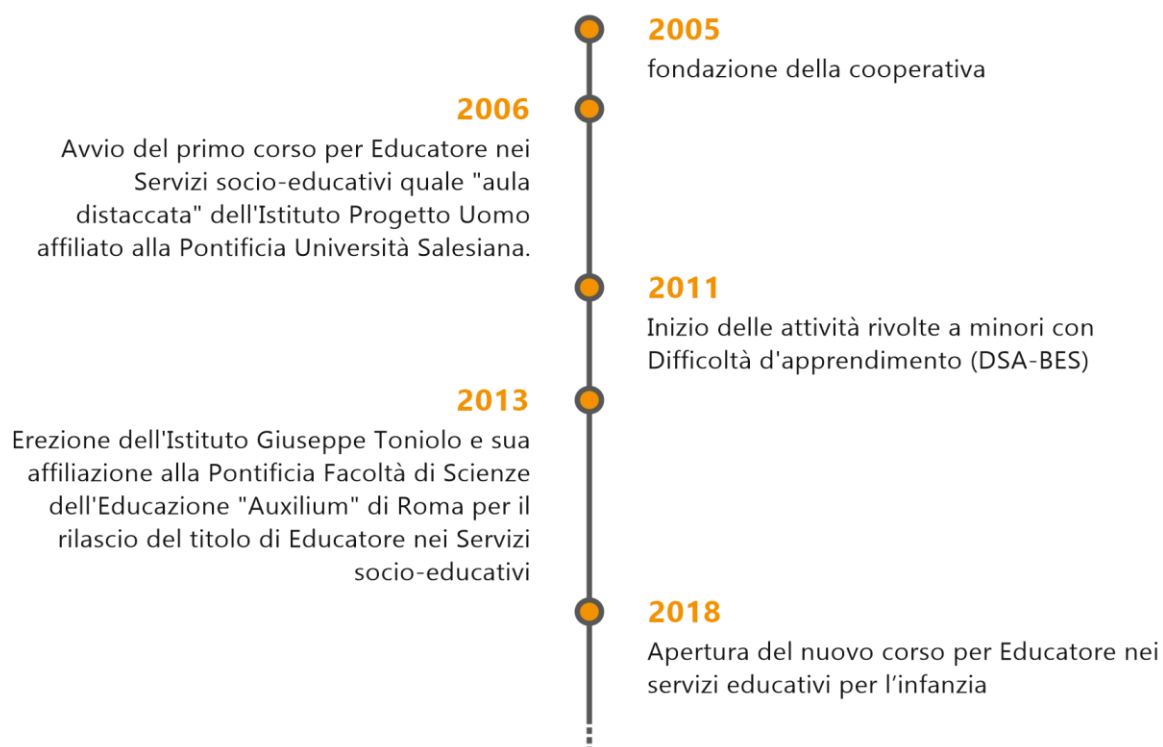 2005
fondazione della cooperativa
2006
Avvio del primo corso per Educatore nei
Servizi socio-educativi quale "aula
distaccata" dell'Istituto Progetto Uomo
affiliato alla Pontificia Università Salesiana.
2011
Inizio delle attività rivolte a minori con
Difficoltà d'apprendimento (DSA-BES)
2013
Erezione dell'Istituto Giuseppe Toniolo e sua
affiliazione alla Pontificia Facoltà di Scienze
dell'Educazione "Auxilium" di Roma per il
rilascio del titolo di Educatore nei Servizi
socio-educativi
2018
Apertura del nuovo corso per Educatore nei
servizi educativi per l’infanzia